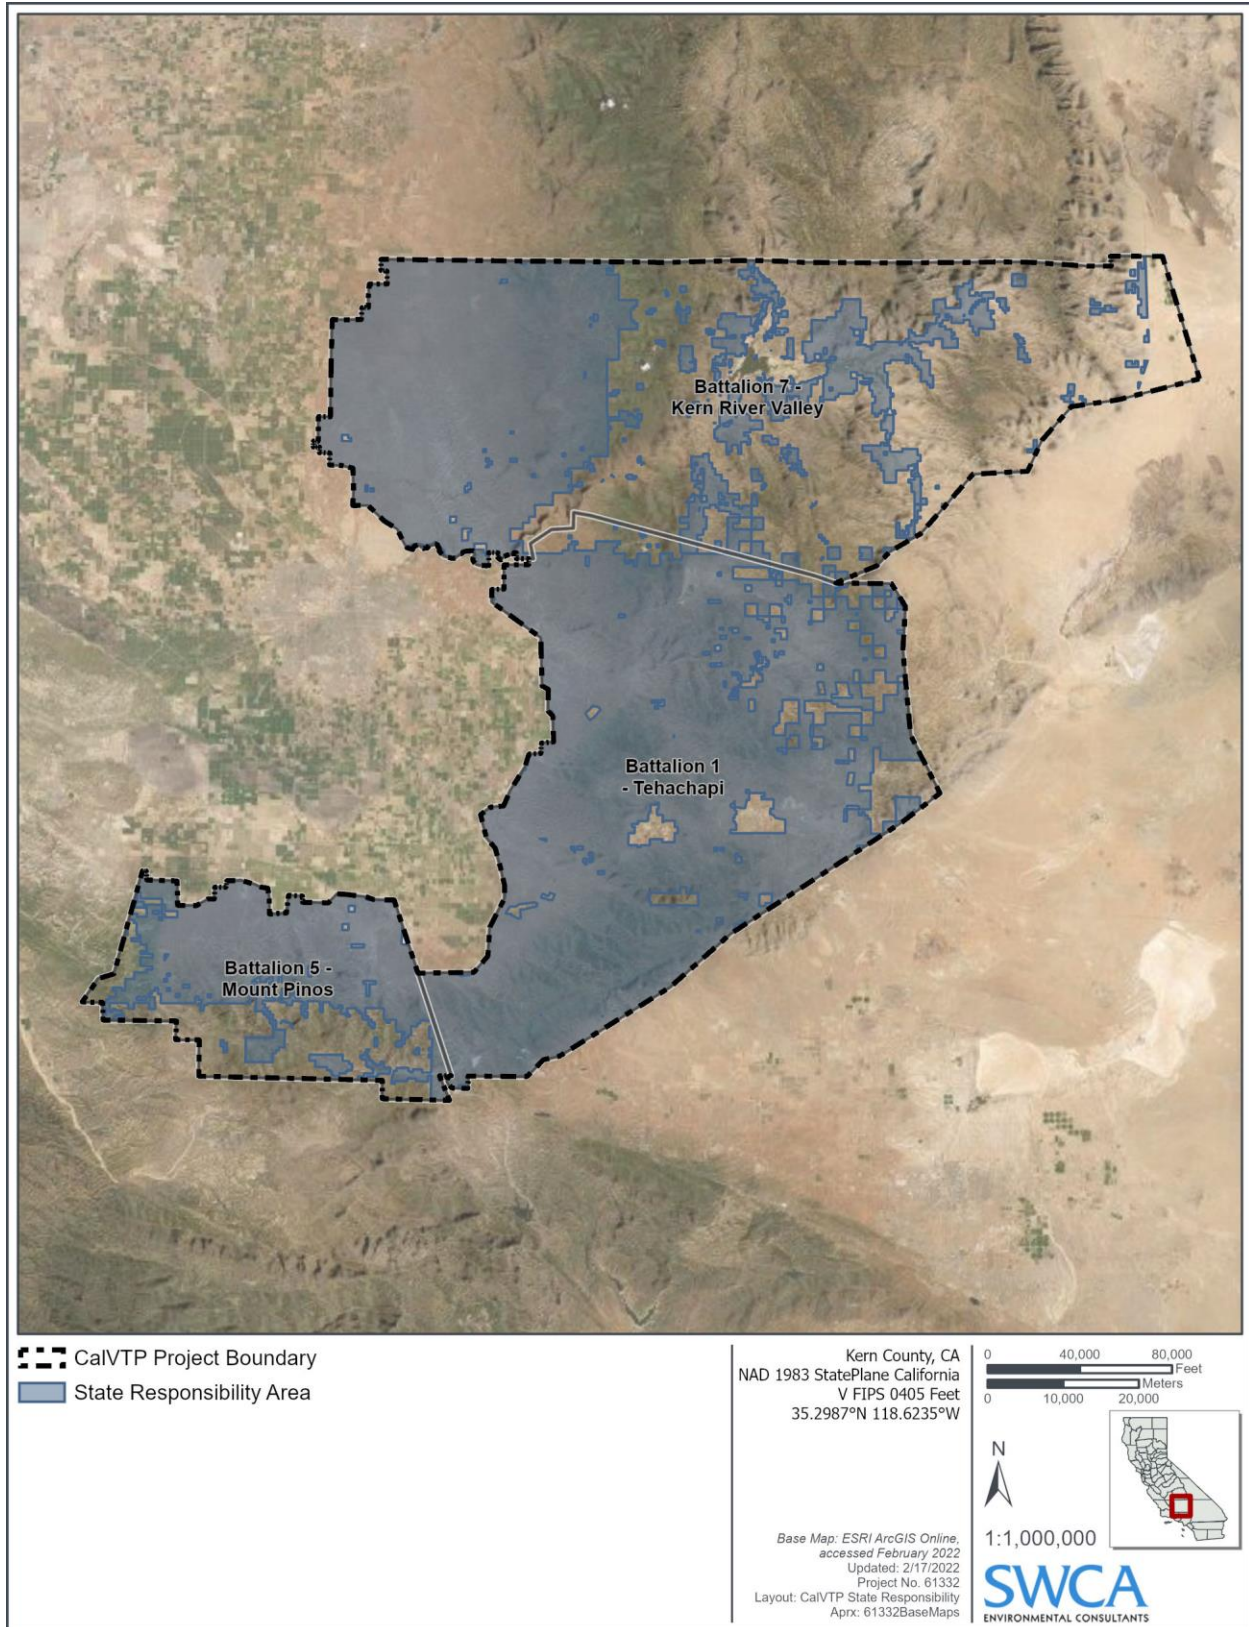 Battalion 7 -
Kern River Valley
Battalion 1
- Tehachapi
Battalion 5 -
Mount Pinos
CalVTP Project Boundary
State Responsibility Area
Kern County, CA
NAD 1983 StatePlane California
V FIPS 0405 Feet
35.2987°N 118.6235°W
Base Map: ESRI ArcGIS Online,
accessed February 2022
Updated: 2/17/2022
Project No. 61332
Layout: CalVTP State Responsibility
Aprx: 61332BaseMaps
0 40,000 80,000
Feet
Meters
0 10,000 20,000
N
1:1,000,000
SWCA
ENVIRONMENTAL CONSULTANTS